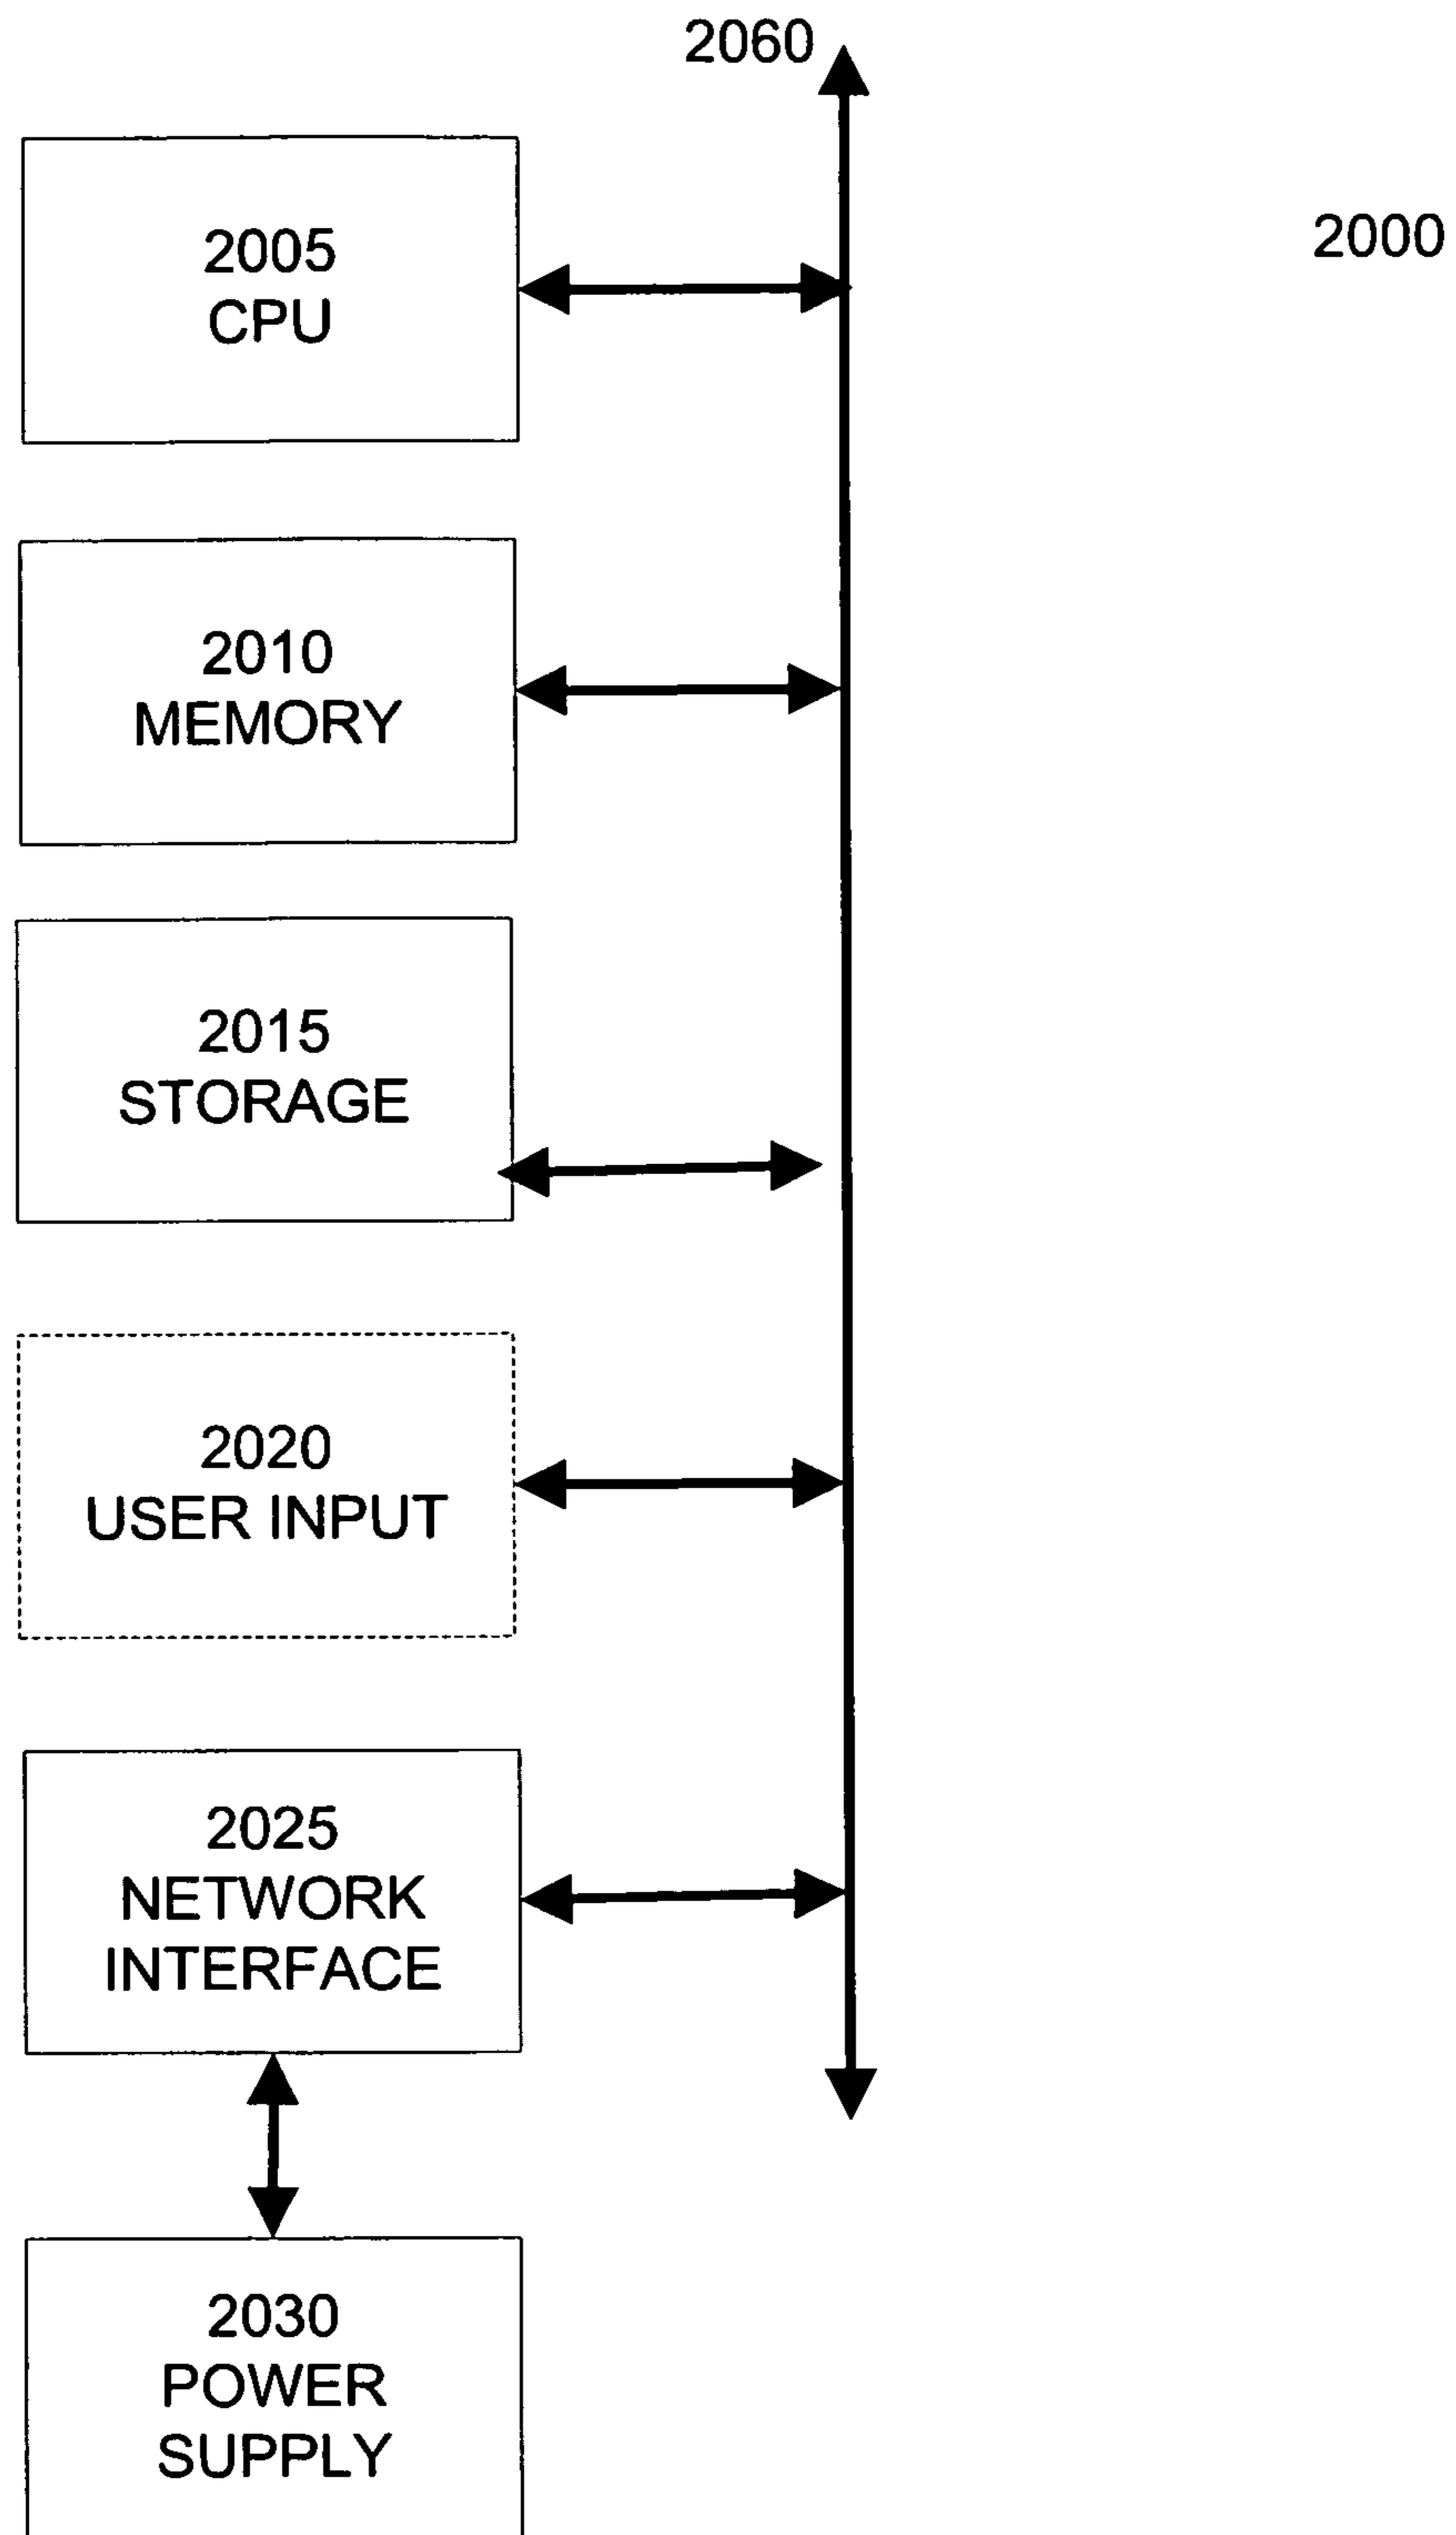 2060
2000
2005
CPU
2010
MEMORY
2015
STORAGE
2020
USER INPUT
2025
NETWORK
INTERFACE
2030
POWER
SUPPLY